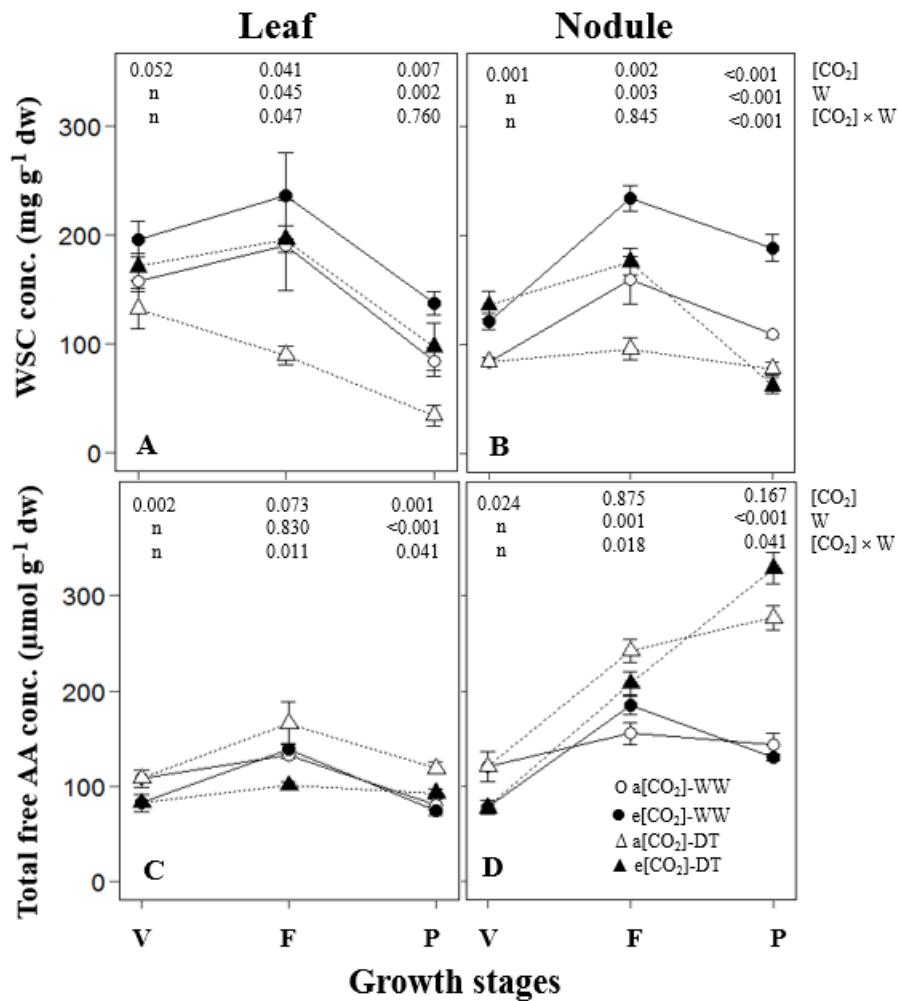 Leaf Nodule
WSC conc. (mg g⁻¹ dw)
300
200
100
0
0.052 0.041 0.007
n 0.045 0.002
n 0.047 0.760
A
0.001 0.002 <0.001 [CO₂]
n 0.003 <0.001 W
n 0.845 <0.001 [CO₂] × W
B
Total free AA conc. (µmol g⁻¹ dw)
300
200
100
0
0.002 0.073 0.001
n 0.830 <0.001
n 0.011 0.041
C
0.024 0.875 0.167 [CO₂]
n 0.001 <0.001 W
n 0.018 0.041 [CO₂] × W
a[CO₂]-WW
e[CO₂]-WW
a[CO₂]-DT
e[CO₂]-DT
D
V F P V F P
Growth stages